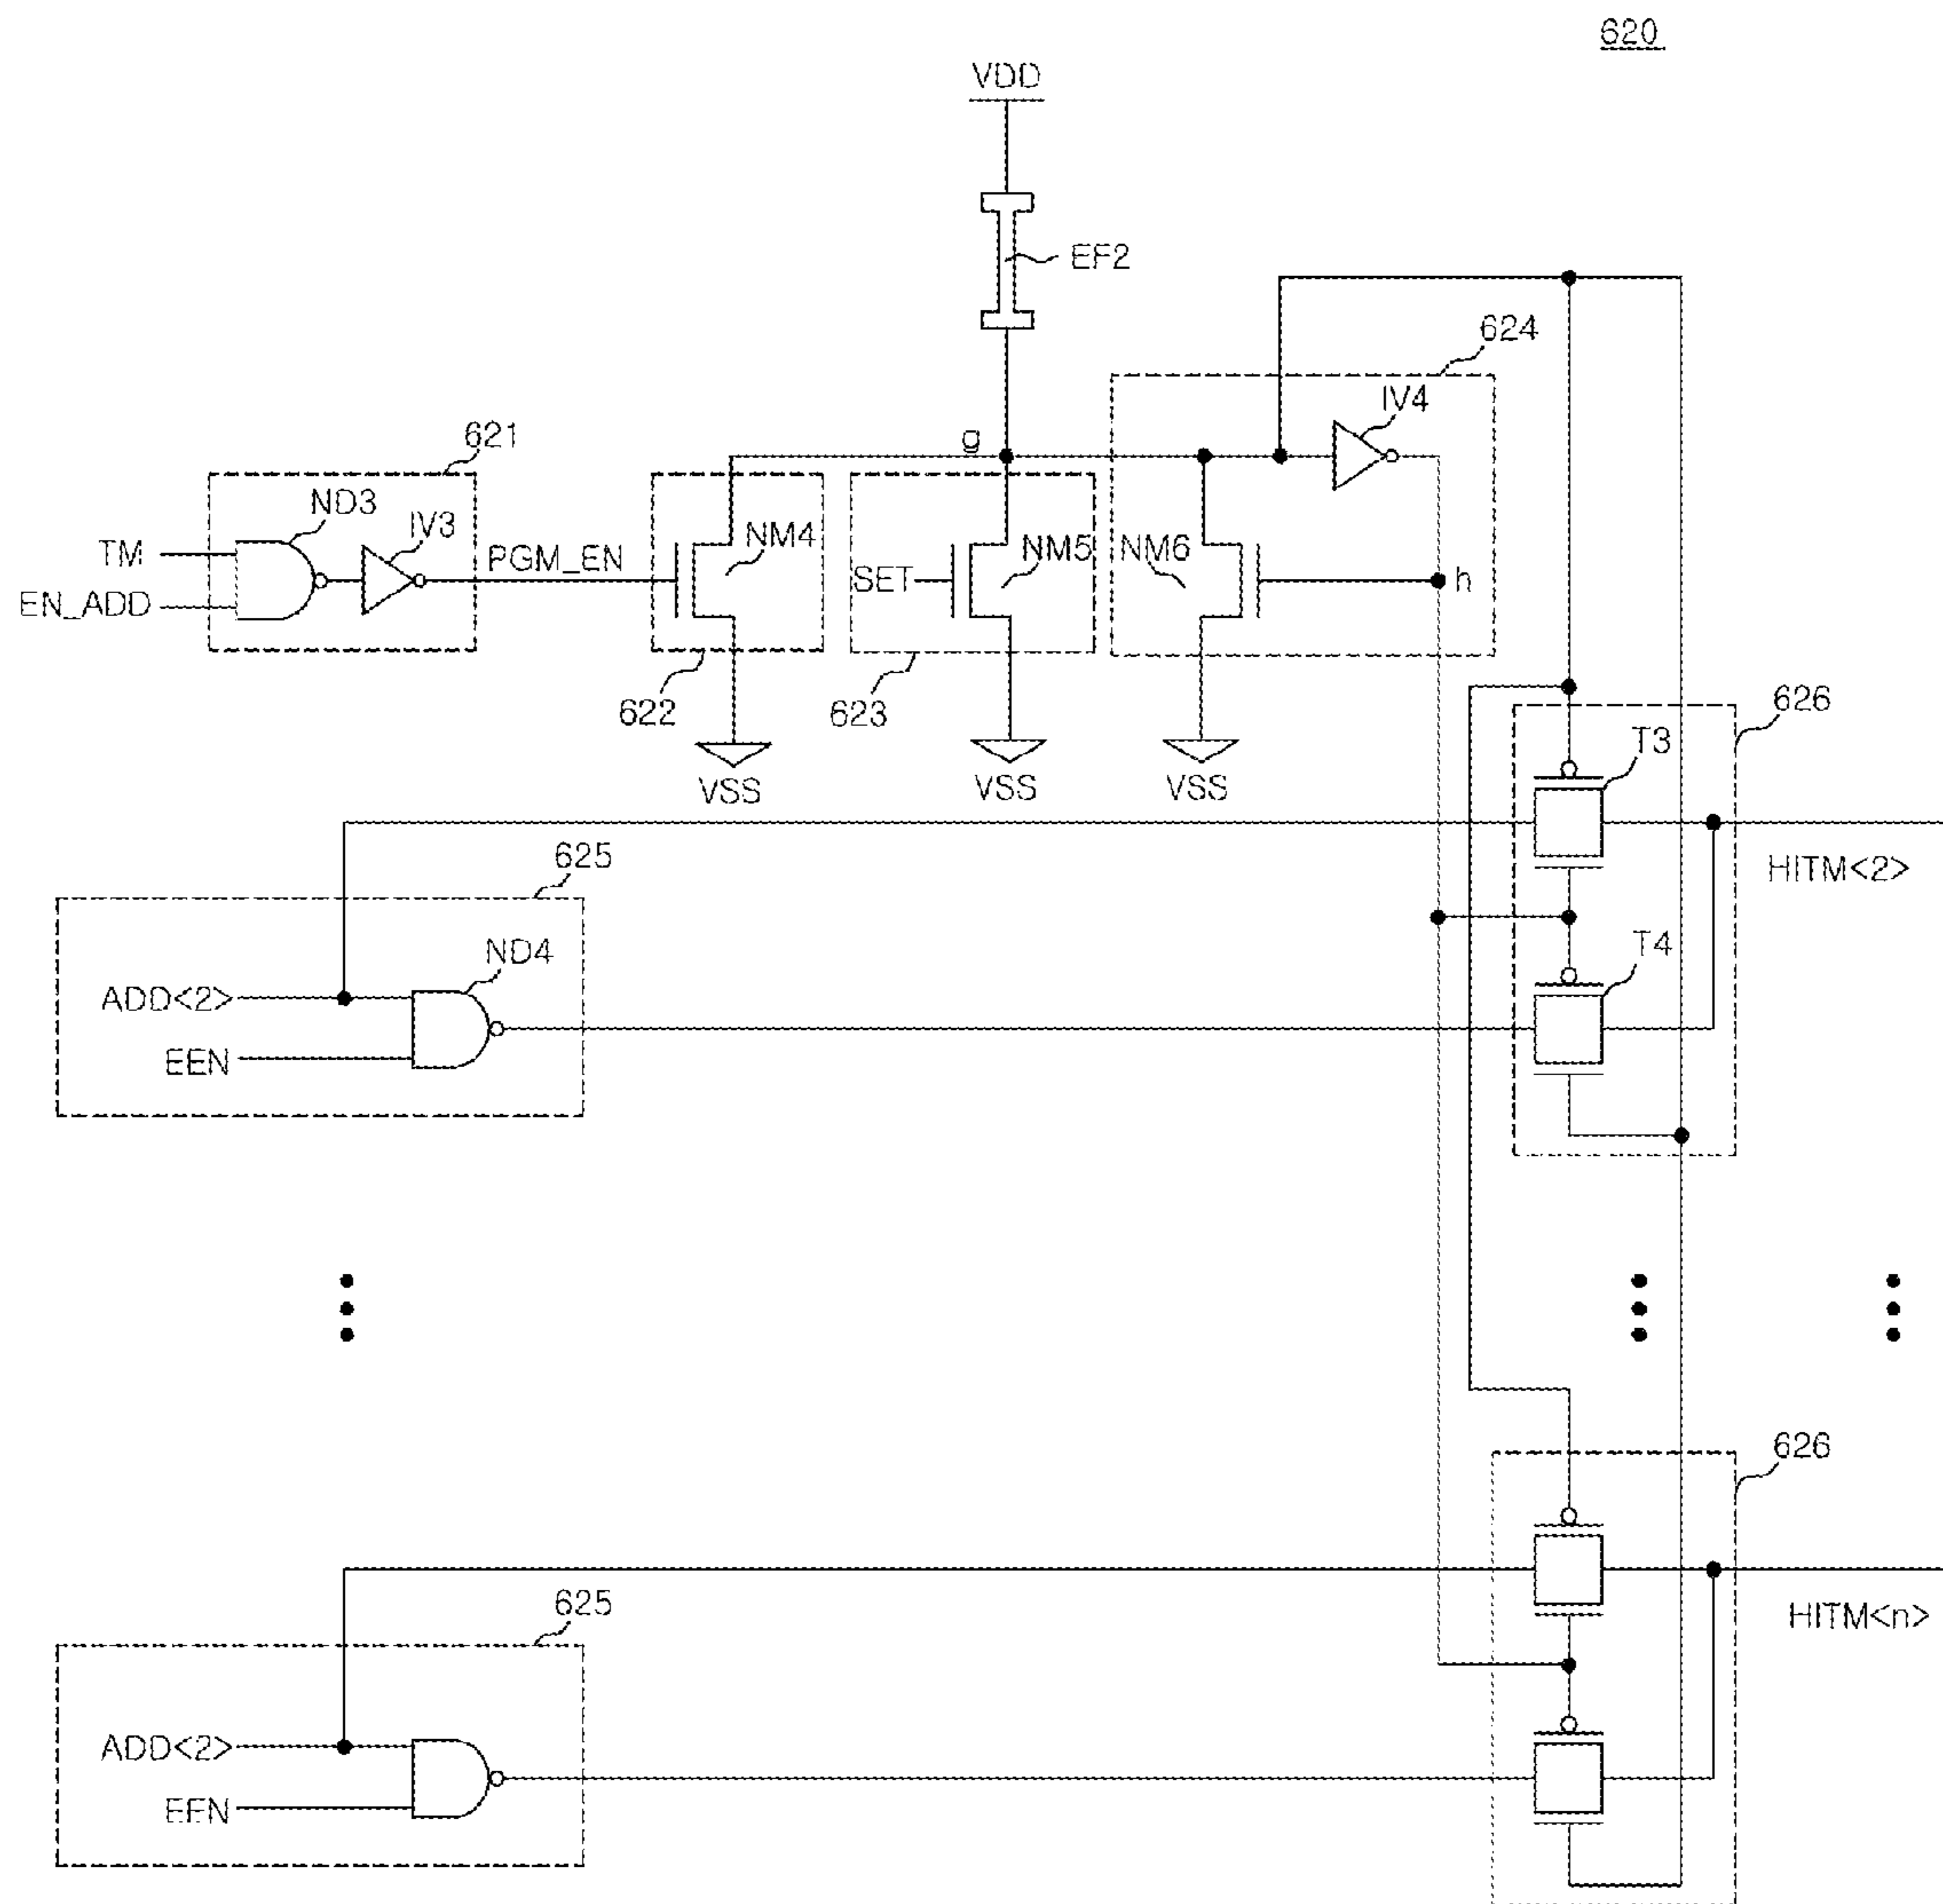 620
VDD
EF2
624
IV4
g
621
ND3
IV3
TM
EN_ADD
PGM_EN
NM4
SET
NM5
NM6
h
622
623
VSS
VSS
VSS
626
T3
HITM<2>
625
ND4
ADD<2>
EEN
T4
626
HITM<n>
625
ADD<2>
EEN